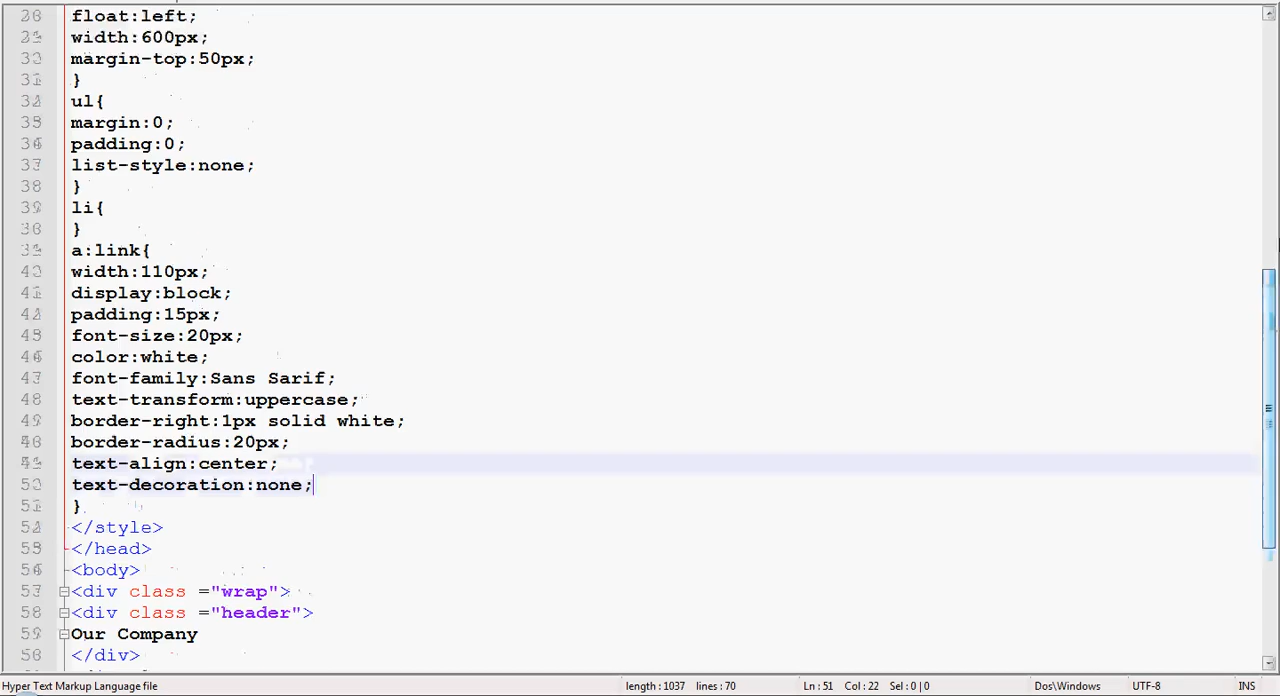 float:left;
width:600px;
margin-top:50px;
}
ul{
margin:0;
padding:0;
list-style:none;
}
li{
}
a:link{
width:110px;
display:block;
padding:15px;
font-size:20px;
color:white;
font-family:Sans Sarif;
text-transform:uppercase;
border-right:1px solid white;
border-radius:20px;
text-align:center;
text-decoration:none;
}
</style>
</head>
<body>
<div class ="wrap">
<div class ="header">
Our Company
</div>
Hyper Text Markup Language file length : 1037 lines : 70 Ln : 51 Col : 22 Sel : 0 | 0 Dos\Windows UTF-8 INS